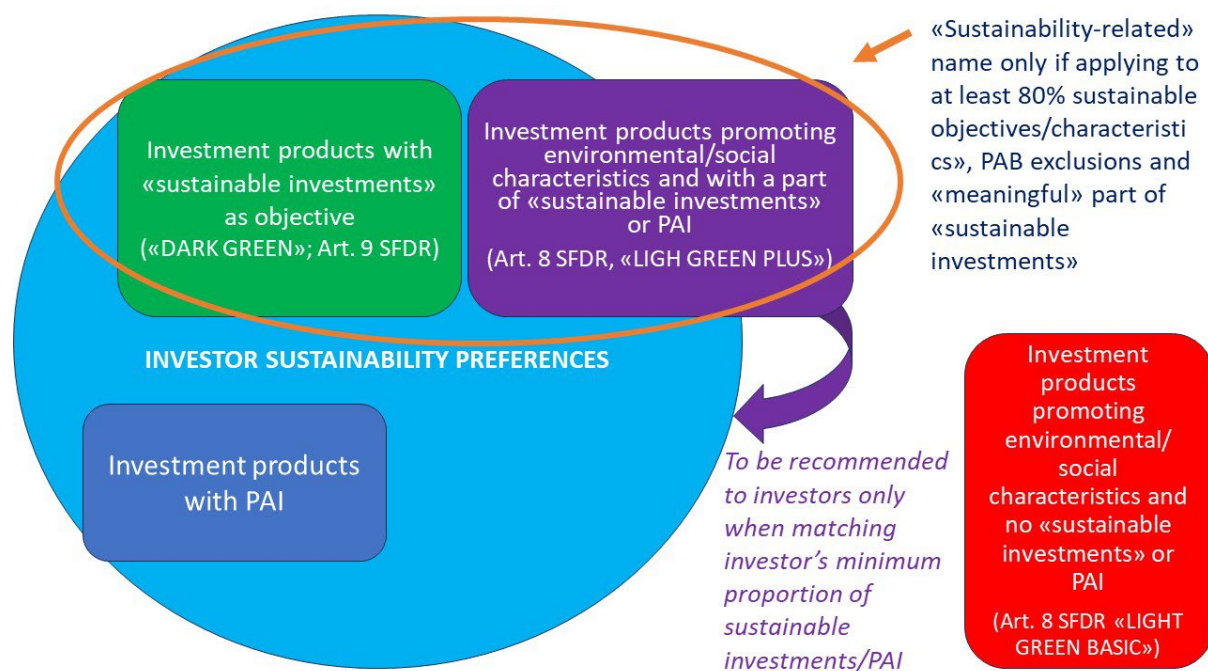 Investment products with
«sustainable investments»
as objective
(«DARK GREEN»; Art. 9 SFDR)
Investment products promoting
environmental/social
characteristics and with a part
of «sustainable investments»
or PAI
(Art. 8 SFDR, «LIGH GREEN PLUS»)
«Sustainability-related»
name only if applying to
at least 80% sustainable
objectives/characteristi
cs», PAB exclusions and
«meaningful» part of
«sustainable
investments»
INVESTOR SUSTAINABILITY PREFERENCES
Investment products
with PAI
To be recommended
to investors only
when matching
investor’s minimum
proportion of
sustainable
investments/PAI
Investment
products
promoting
environmental/
social
characteristics and
no «sustainable
investments» or
PAI
(Art. 8 SFDR «LIGHT
GREEN BASIC»)